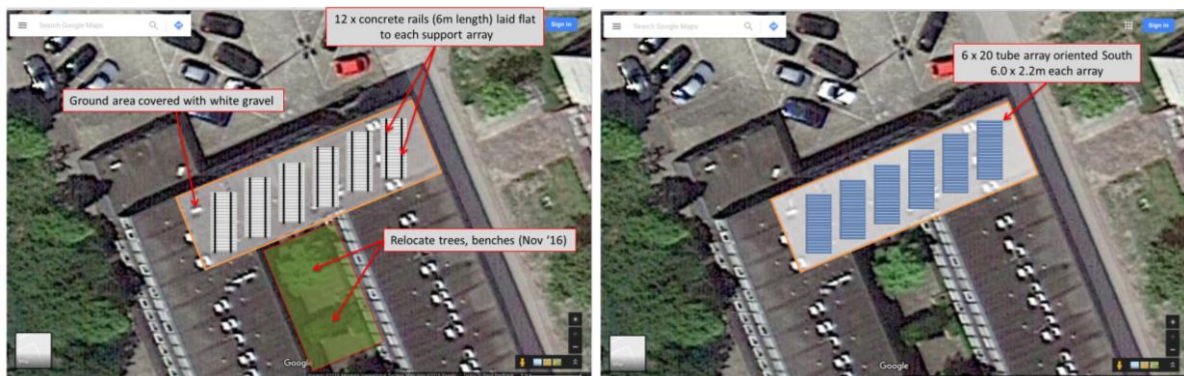 Search Google Maps
Sign in
12 x concrete rails (6m length) laid flat
to each support array
Ground area covered with white gravel
Relocate trees, benches (Nov '16)
Google
Search Google Maps
Sign in
6 x 20 tube array oriented South
6.0 x 2.2m each array
Google